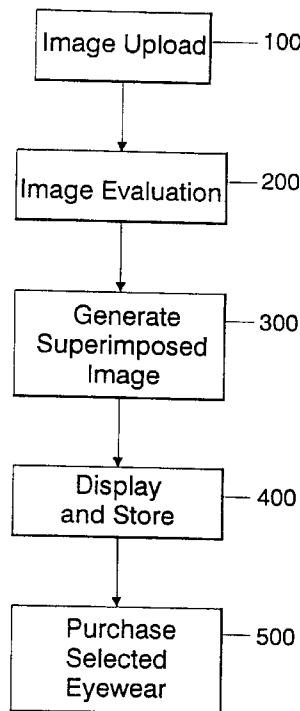 Image Upload
100
Image Evaluation
200
Generate
Superimposed
Image
300
Display
and Store
400
Purchase
Selected
Eyewear
500